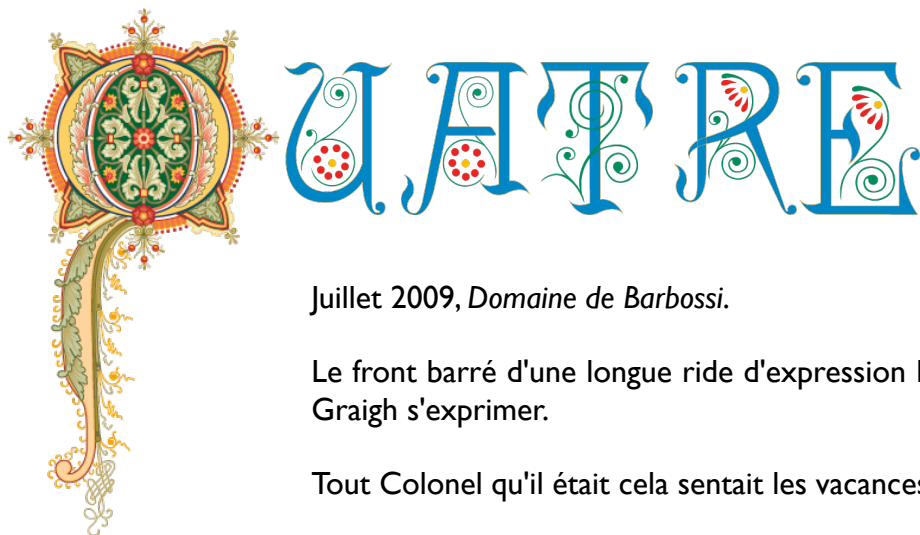 QUATRE
Juillet 2009, Domaine de Barbossi.
Le front barré d'une longue ride d'expression
Graigh s'exprimer.
Tout Colonel qu'il était cela sentait les vacances